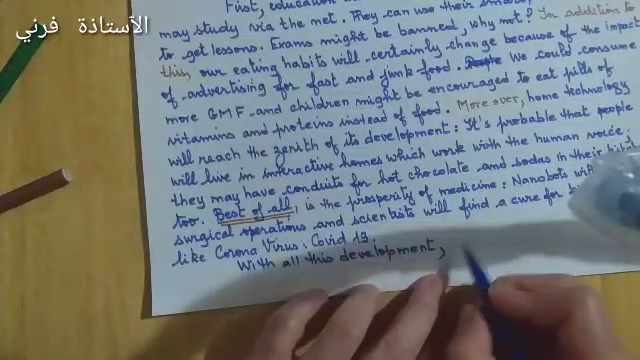 الآستاذة فرني
First, education
may study via the net. They can use their
to get lessons. Exams might be banned, why not? In addition to
this, our eating habits will certainly change because of the impact
of advertising for fast and junk food. We could consume
more GMF and children might be encouraged to eat pills of
vitamins and proteins instead of food. More over, home technology
will reach the zenith of its development: It's probable that people
will live in interactive homes which work with the human voice;
they may have conduits for hot chocolate and sodas in their
too. Best of all, is the prosperity of medicine: Nanobots will
surgical operations and scientists will find a cure for
like Corona Virus: Covid 19.
With all this development,